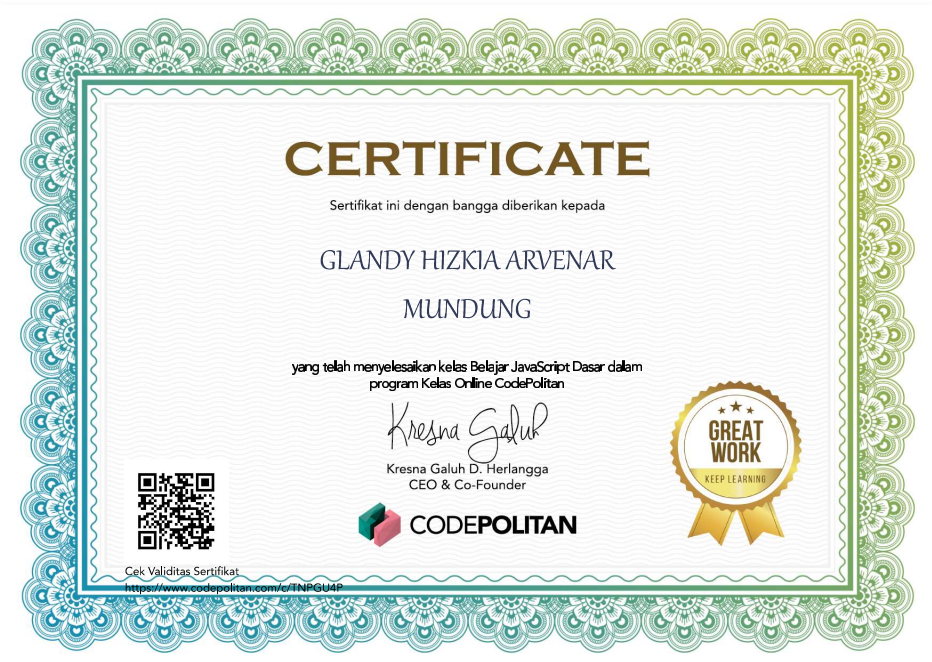 CERTIFICATE
Sertifikat ini dengan bangga diberikan kepada
GLANDY HIZKIA ARVENAR
MUNDUNG
yang telah menyelesaikan kelas Belajar JavaScript Dasar dalam
program Kelas Online CodePolitan
Kresna Galuh
Kresna Galuh D. Herlangga
CEO & Co-Founder
CODEPOLITAN
GREAT
WORK
KEEP LEARNING
Cek Validitas Sertifikat
https://www.codepolitan.com/c/TNPGU4P